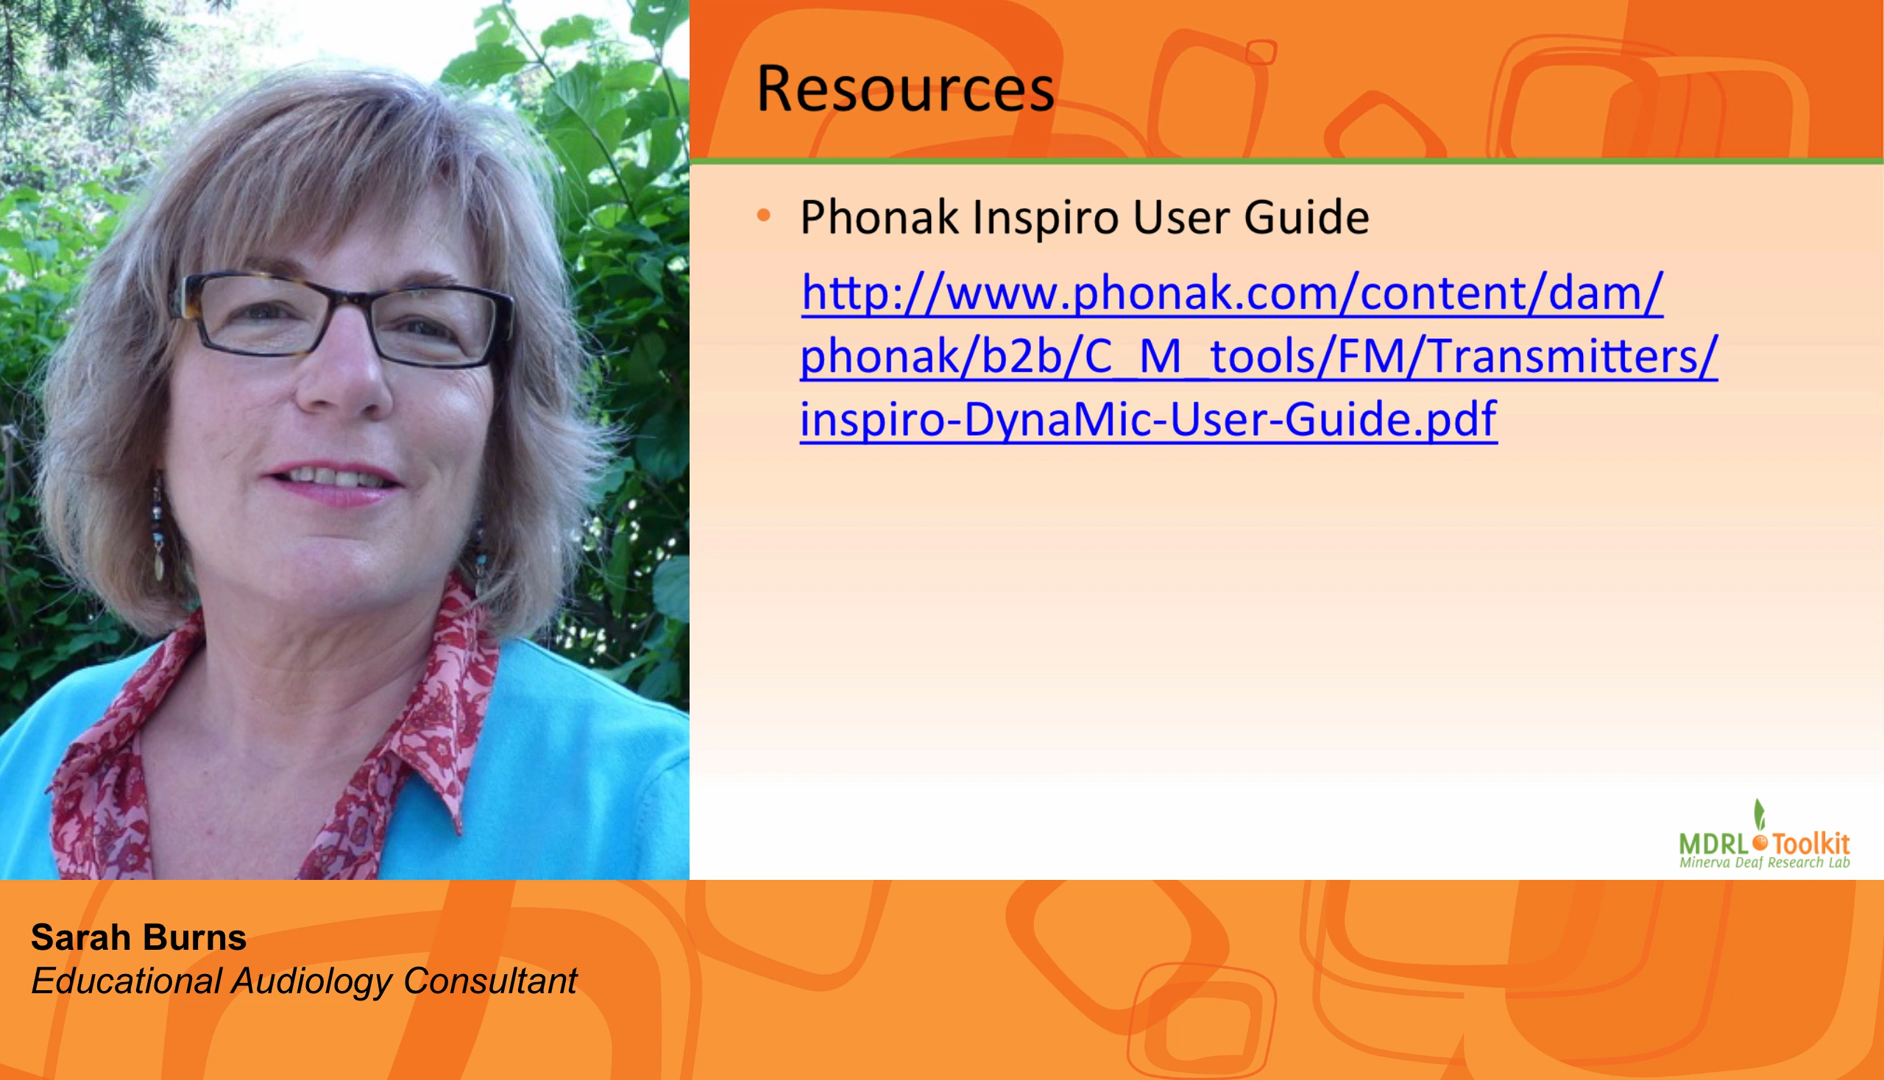 Resources
• Phonak Inspiro User Guide
http://www.phonak.com/content/dam/
phonak/b2b/C_M_tools/FM/Transmitters/
inspiro-DynaMic-User-Guide.pdf
MDRL Toolkit
Minerva Deaf Research Lab
Sarah Burns
Educational Audiology Consultant